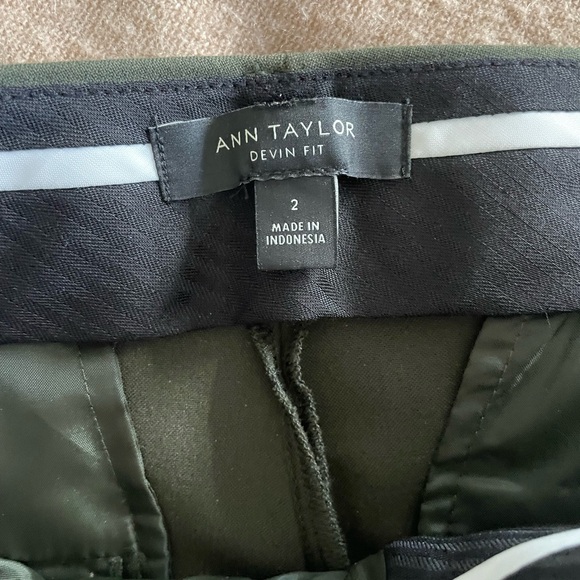 ANN TAYLOR
DEVIN FIT
2
MADE IN
INDONESIA